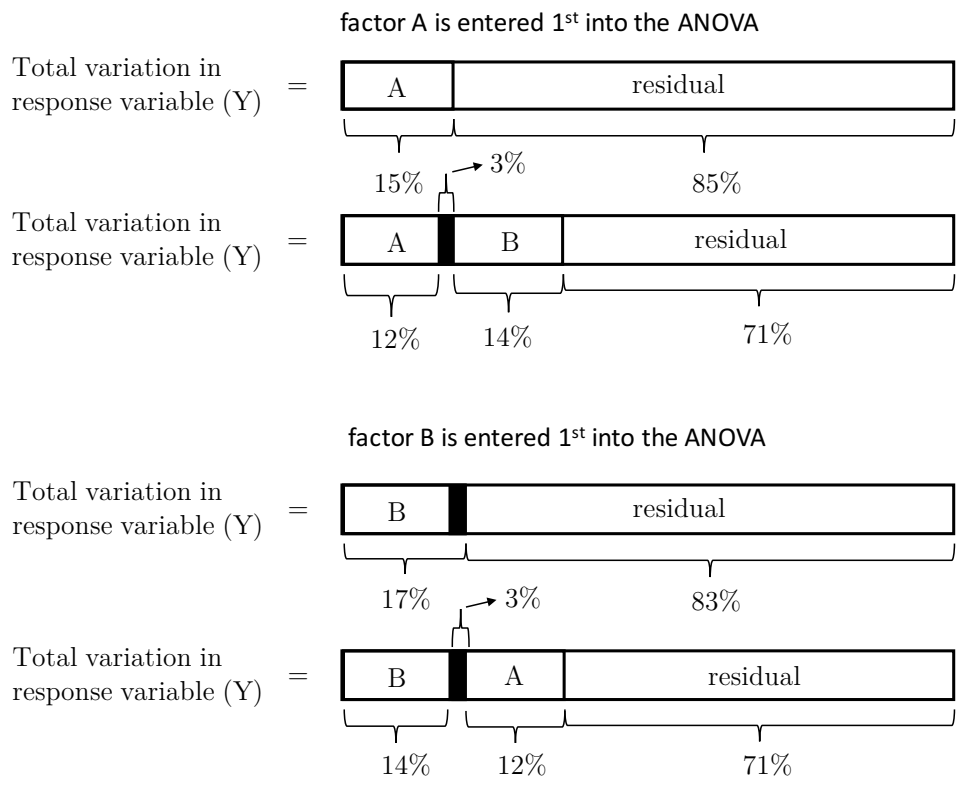 factor A is entered 1st into the ANOVA
Total variation in
response variable (Y)
=
A
residual
15%
3%
85%
Total variation in
response variable (Y)
=
A
B
residual
12%
14%
71%
factor B is entered 1st into the ANOVA
Total variation in
response variable (Y)
=
B
residual
17%
3%
83%
Total variation in
response variable (Y)
=
B
A
residual
14%
12%
71%